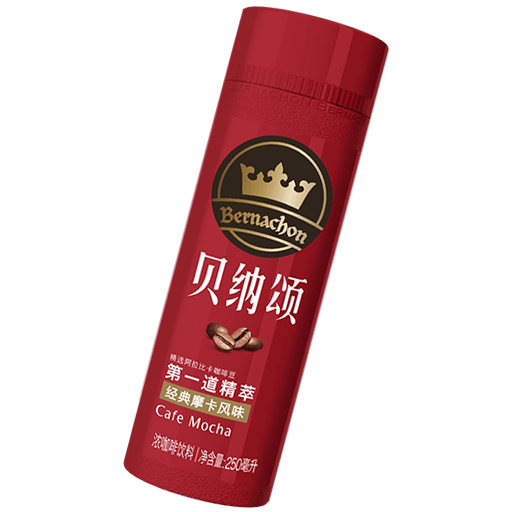 BERNACHON BERNA
Bernachon
贝纳颂
精选阿拉比卡咖啡豆
第一道精萃
经典摩卡风味
Cafe Mocha
浓咖啡饮料 | 净含量:250毫升